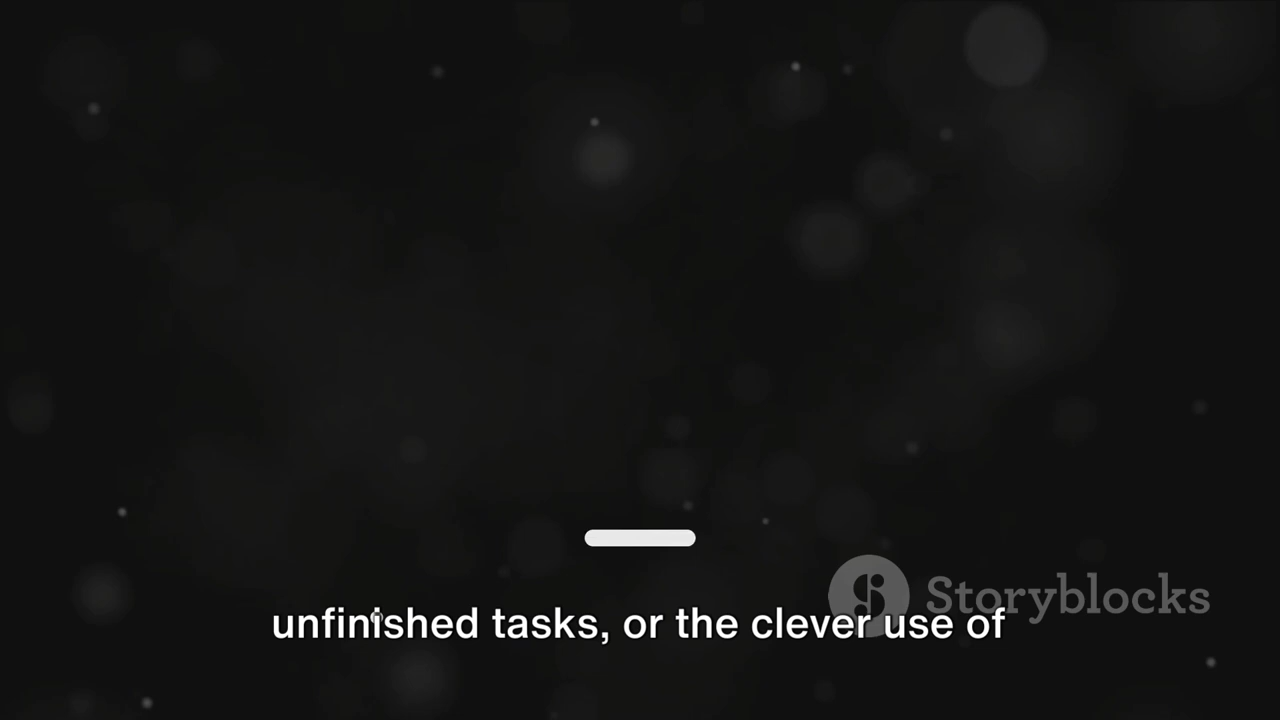 Storyblocks
unfinished tasks, or the clever use of